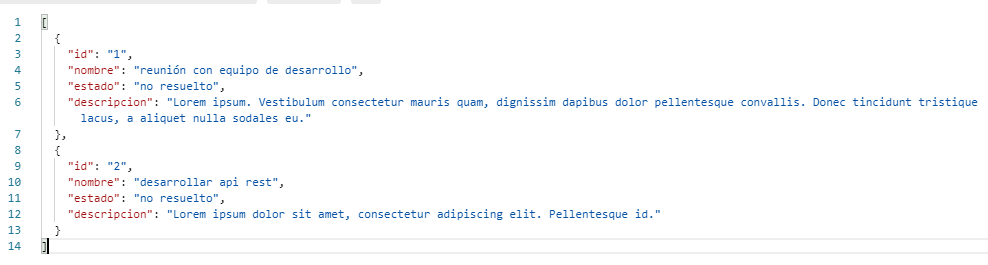 1 [
2 {
3 "id": "1",
4 "nombre": "reunión con equipo de desarrollo",
5 "estado": "no resuelto",
6 "descripcion": "Lorem ipsum. Vestibulum consectetur mauris quam, dignissim dapibus dolor pellentesque convallis. Donec tincidunt tristique
lacus, a aliquet nulla sodales eu."
7 },
8 {
9 "id": "2",
10 "nombre": "desarrollar api rest",
11 "estado": "no resuelto",
12 "descripcion": "Lorem ipsum dolor sit amet, consectetur adipiscing elit. Pellentesque id."
13 }
14 ]